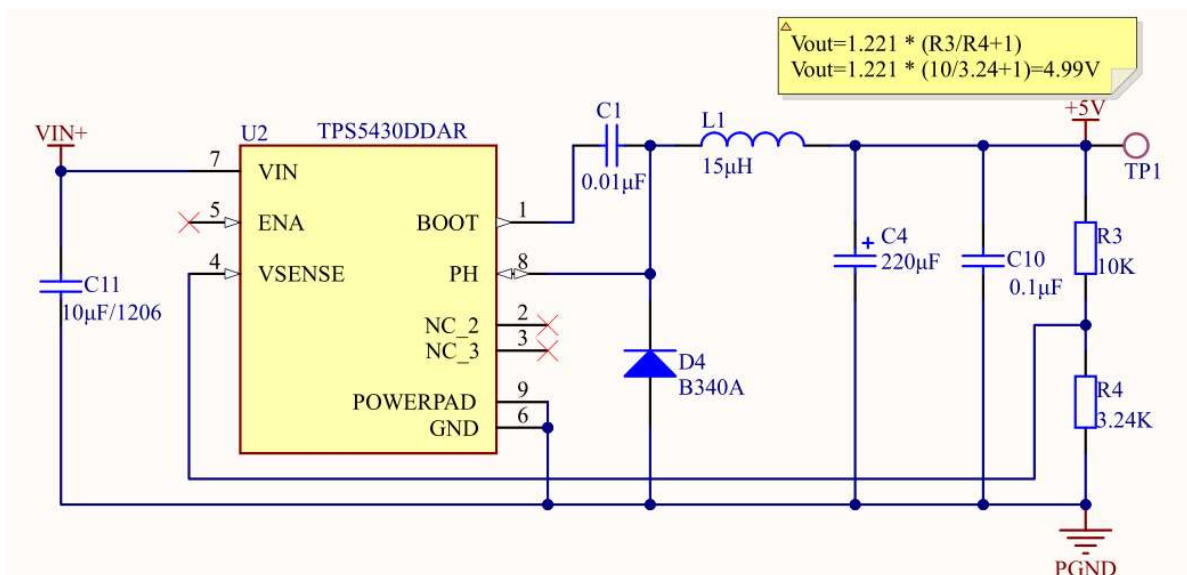 Vout=1.221 * (R3/R4+1)
Vout=1.221 * (10/3.24+1)=4.99V
+5V
VIN+
U2
TPS5430DDAR
C1
0.01µF
L1
15µH
TP1
7
VIN
5
ENA
BOOT
1
4
VSENSE
PH
8
C4
+
220µF
C10
0.1µF
R3
10K
C11
10µF/1206
NC_2
2
NC_3
3
D4
B340A
POWERPAD
9
GND
6
R4
3.24K
PGND